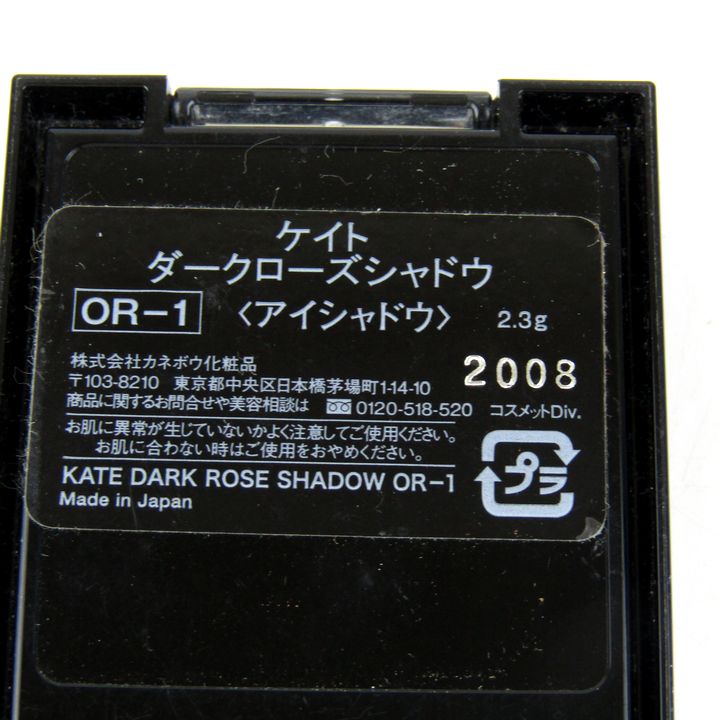 ケイト
ダークローズシャドウ
OR-1 〈アイシャドウ〉 2.3g
株式会社カネボウ化粧品
〒103-8210 東京都中央区日本橋茅場町1-14-10
2008
商品に関するお問合せや美容相談は 0120-518-520 コスメットDiv.
お肌に異常が生じていないかよく注意してご使用ください。
お肌に合わない時はご使用をおやめください。
プラ
KATE DARK ROSE SHADOW OR-1
Made in Japan